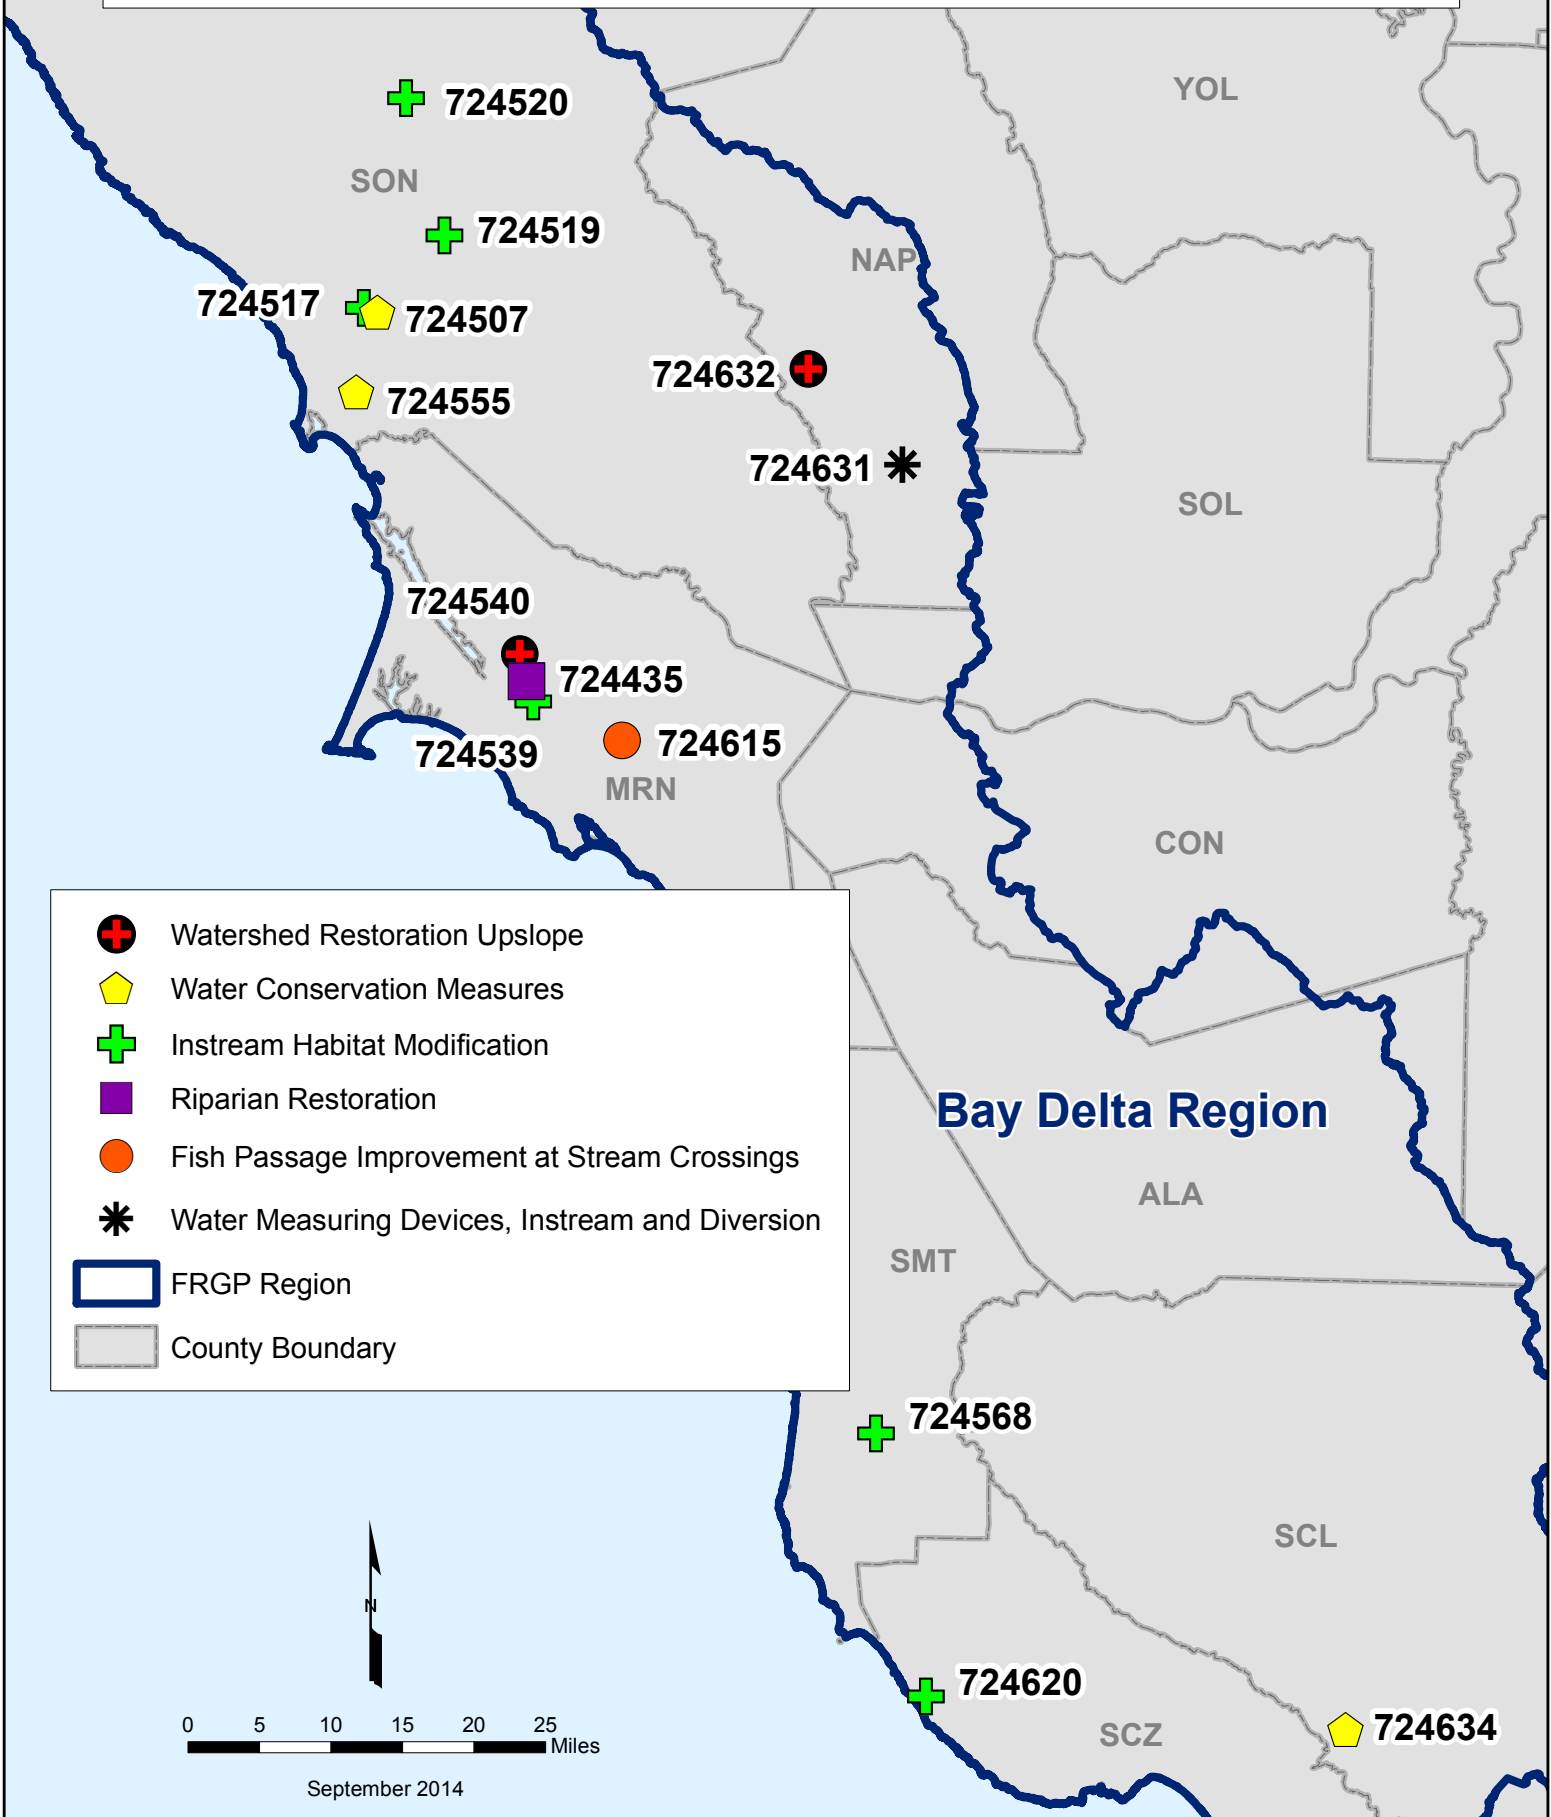 YOL
724520
SON
724519
NAP
724517
724507
724632
724555
724631
SOL
724540
724435
724539
724615
MRN
CON
Watershed Restoration Upslope
Water Conservation Measures
Instream Habitat Modification
Riparian Restoration
Fish Passage Improvement at Stream Crossings
Water Measuring Devices, Instream and Diversion
FRGP Region
County Boundary
Bay Delta Region
ALA
SMT
724568
SCL
N
724620
724634
SCZ
0 5 10 15 20 25
Miles
September 2014